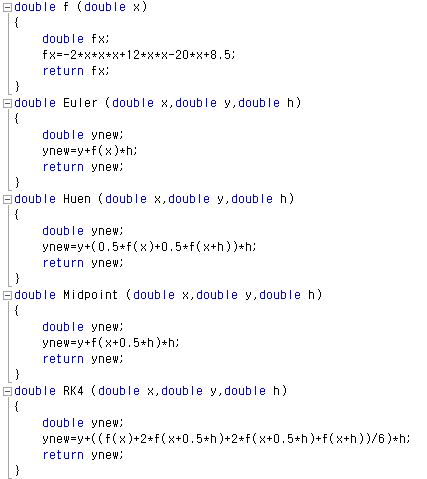 double f (double x)
{
double fx;
fx=-2*x*x*x+12*x*x-20*x+8.5;
return fx;
}
double Euler (double x,double y,double h)
{
double ynew;
ynew=y+f(x)*h;
return ynew;
}
double Huen (double x,double y,double h)
{
double ynew;
ynew=y+(0.5*f(x)+0.5*f(x+h))*h;
return ynew;
}
double Midpoint (double x,double y,double h)
{
double ynew;
ynew=y+f(x+0.5*h)*h;
return ynew;
}
double RK4 (double x,double y,double h)
{
double ynew;
ynew=y+((f(x)+2*f(x+0.5*h)+2*f(x+0.5*h)+f(x+h))/6)*h;
return ynew;
}